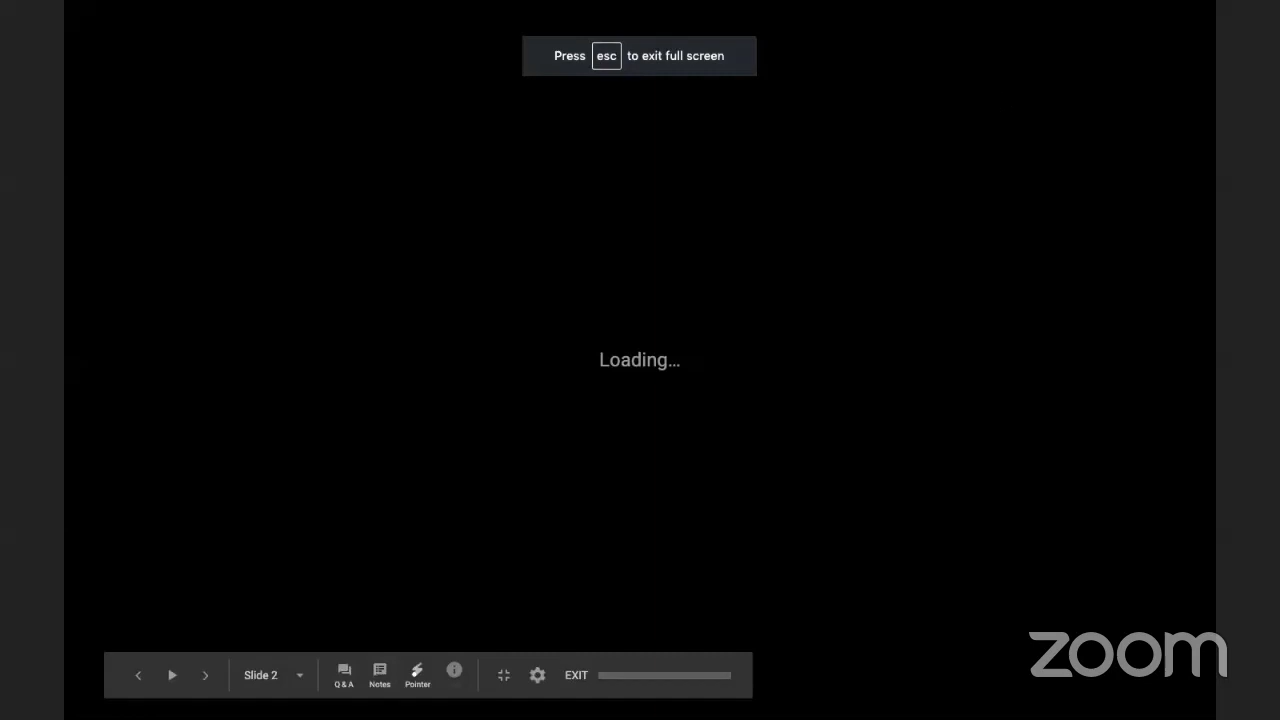 Press esc to exit full screen
Loading...
Slide 2
Q & A
Notes
Pointer
EXIT
zoom